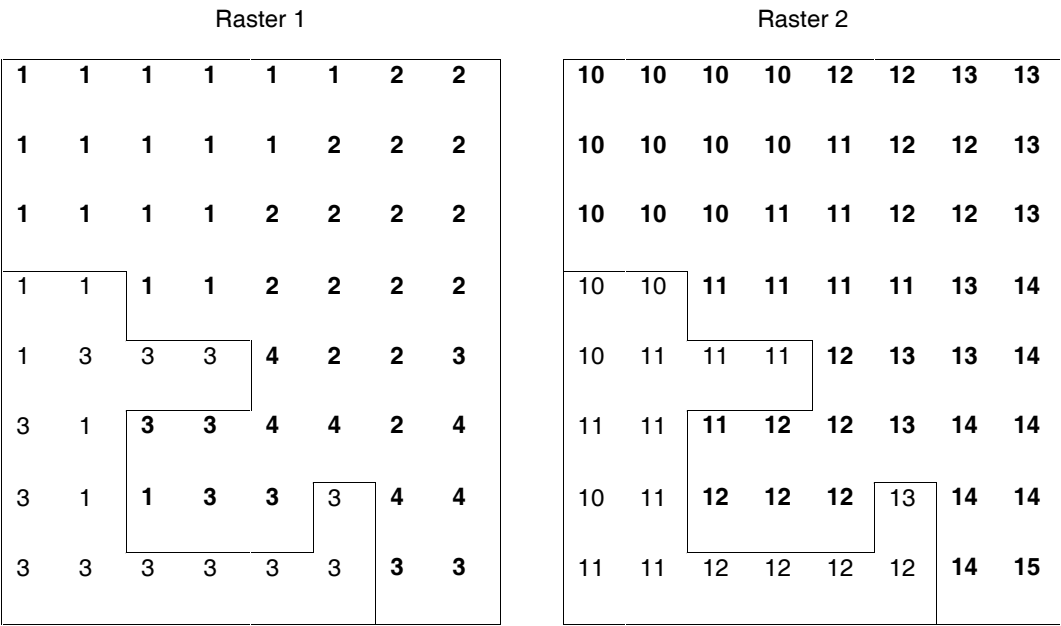 Raster 1 Raster 2
1 1 1 1 1 1 2 2 10 10 10 10 12 12 13 13
1 1 1 1 1 2 2 2 10 10 10 10 11 12 12 13
1 1 1 1 2 2 2 2 10 10 10 11 11 12 12 13
1 1 1 1 2 2 2 2 10 10 11 11 11 11 13 14
1 3 3 3 4 2 2 3 10 11 11 11 12 13 13 14
3 1 3 3 4 4 2 4 11 11 11 12 12 13 14 14
3 1 1 3 3 3 4 4 10 11 12 12 12 13 14 14
3 3 3 3 3 3 3 3 11 11 12 12 12 12 14 15